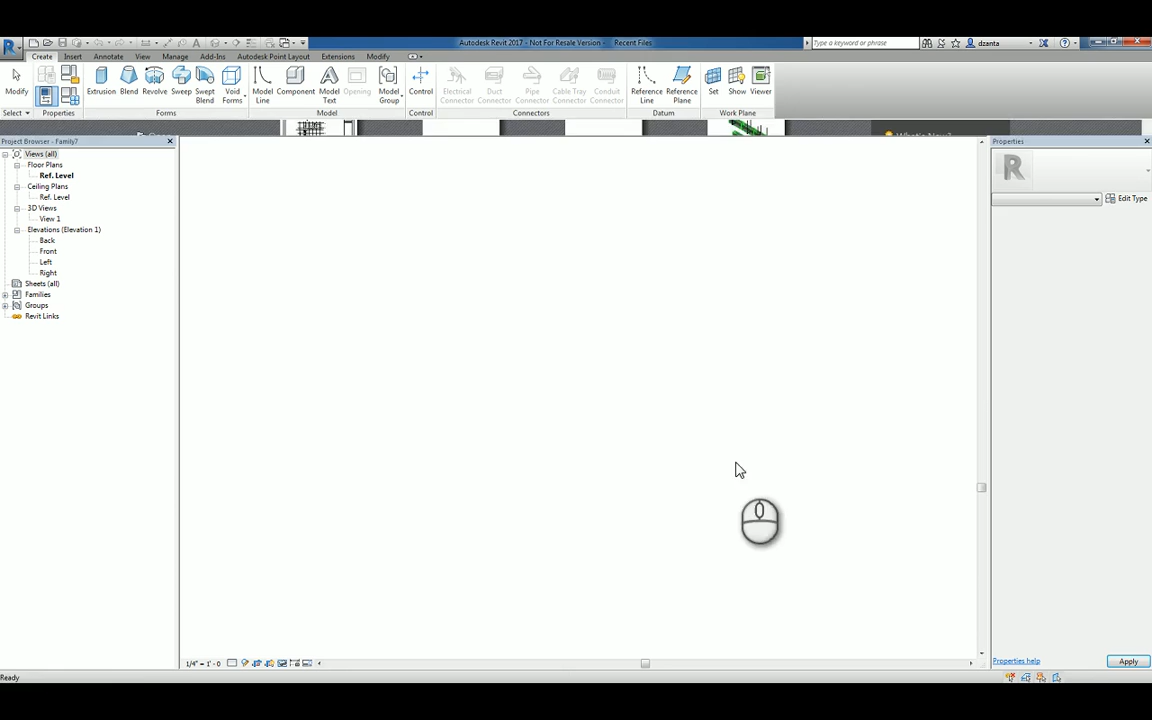 Autodesk Revit 2017 - Not For Resale Version - Recent Files
Type a keyword or phrase
dzanta
Create Insert Annotate View Manage Add-Ins Autodesk Point Layout Extensions Modify
Modify Extrusion Blend Revolve Sweep Swept Blend Void Forms Model Line Component Model Text Opening Model Group Control Electrical Connector Duct Connector Pipe Connector Cable Tray Connector Conduit Connector Reference Line Reference Plane Set Show Viewer
Select Properties Forms Model Control Connectors Datum Work Plane
Project Browser - Family7
Views (all)
Floor Plans
Ref. Level
Ceiling Plans
Ref. Level
3D Views
View 1
Elevations (Elevation 1)
Back
Front
Left
Right
Sheets (all)
Families
Groups
Revit Links
Properties
R
Edit Type
1/4" = 1' - 0
Properties help
Apply
Ready